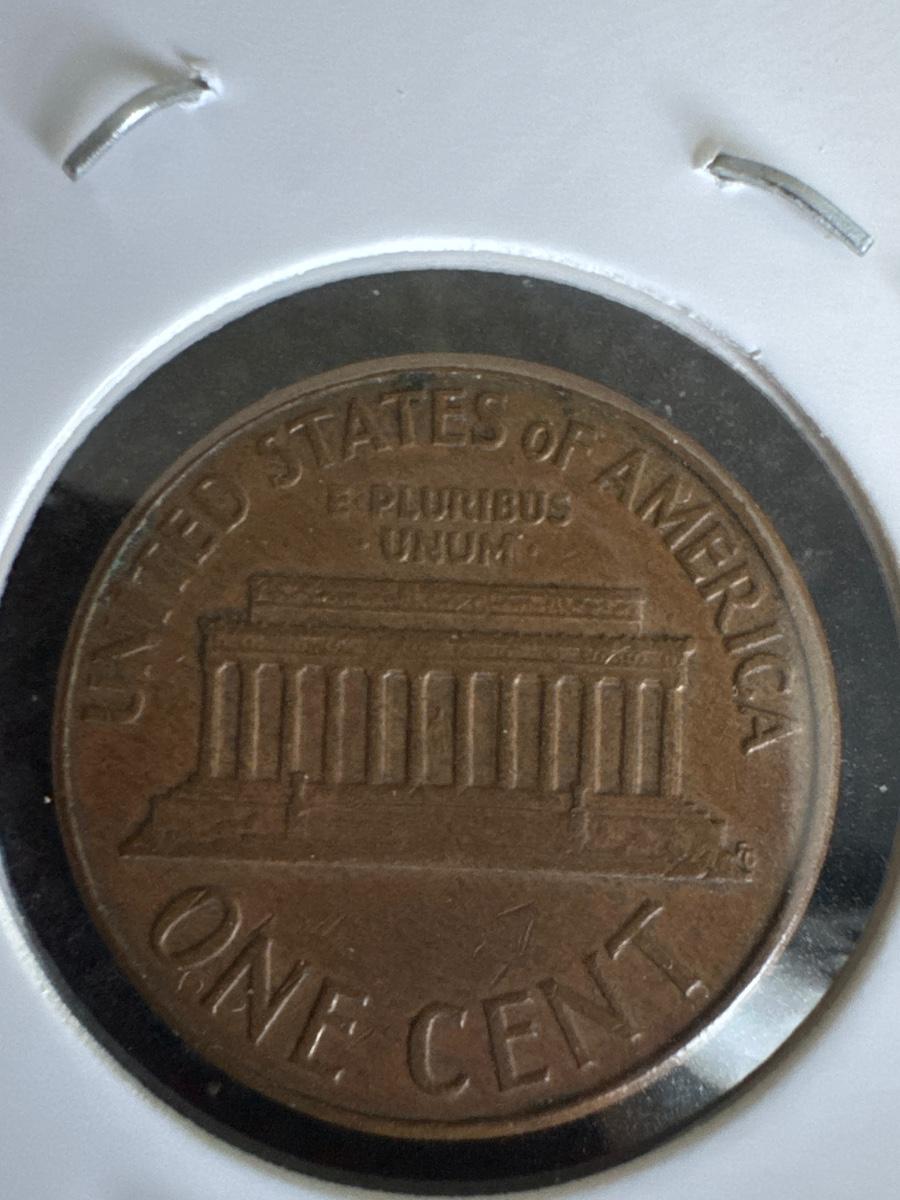 UNITED STATES oF AMERICA
E·PLURIBUS
·UNUM·
ONE CENT